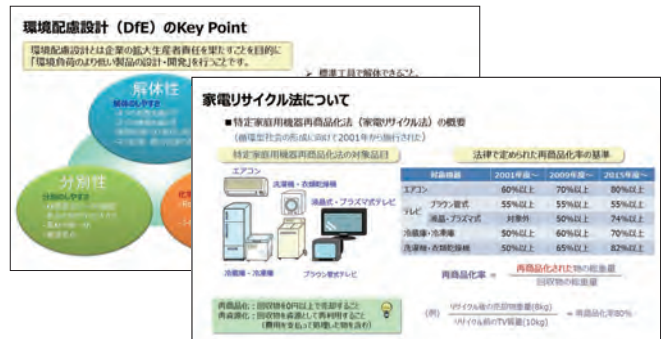 環境配慮設計（DfE）のKey Point
環境配慮設計とは企業の拡大生産者責任を果たすことを目的に
「環境負荷のより低い製品の設計・開発」を行うことです。
解体性
解体のしやすさ
➢ 標準工具で解体できること。
分別性
分別のしやすさ
家電リサイクル法について
■特定家庭用機器再商品化法（家電リサイクル法）の概要
（循環型社会の形成に向けて2001年から施行された）
特定家庭用機器再商品化法の対象品目
エアコン
洗濯機・衣類乾燥機
液晶式・プラズマ式テレビ
冷蔵庫・冷凍庫
ブラウン管式テレビ
法律で定められた再商品化率の基準
対象機器 2001年度～ 2009年度～ 2015年度～
エアコン 60%以上 70%以上 80%以上
テレビ ブラウン管式 55%以上 55%以上 55%以上
液晶・プラズマ式 対象外 50%以上 74%以上
冷蔵庫・冷凍庫 50%以上 60%以上 70%以上
洗濯機・衣類乾燥機 50%以上 65%以上 82%以上
再商品化率 = 再商品化された物の総重量
回収物の総重量
再商品化：回収物を0円以上で売却すること
再資源化：回収物を資源として再利用すること
（費用を支払って処理した物を含む）
（例） リサイクル後の売却物重量(8kg) = 再商品化率80%
リサイクル前のTV重量(10kg)